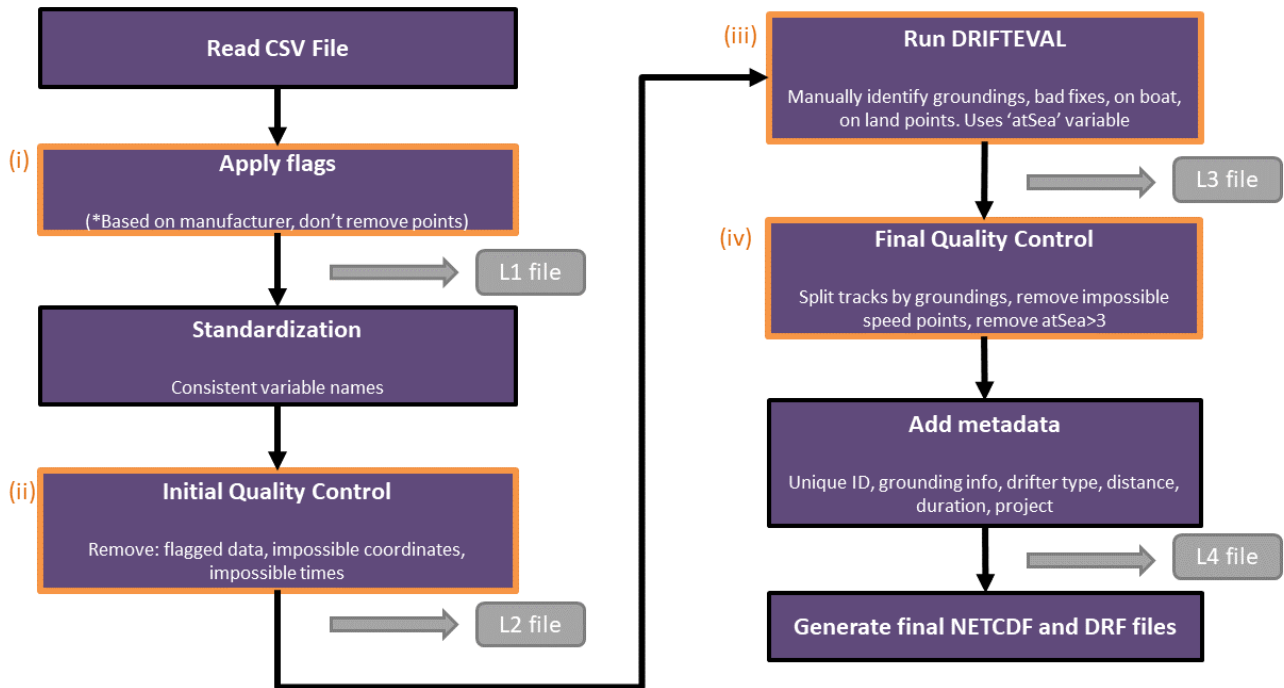 Read CSV File
(i)
Apply flags
(*Based on manufacturer, don’t remove points)
L1 file
Standardization
Consistent variable names
(ii)
Initial Quality Control
Remove: flagged data, impossible coordinates,
impossible times
L2 file
(iii)
Run DRIFTEVAL
Manually identify groundings, bad fixes, on boat,
on land points. Uses ‘atSea’ variable
L3 file
(iv)
Final Quality Control
Split tracks by groundings, remove impossible
speed points, remove atSea>3
Add metadata
Unique ID, grounding info, drifter type, distance,
duration, project
L4 file
Generate final NETCDF and DRF files